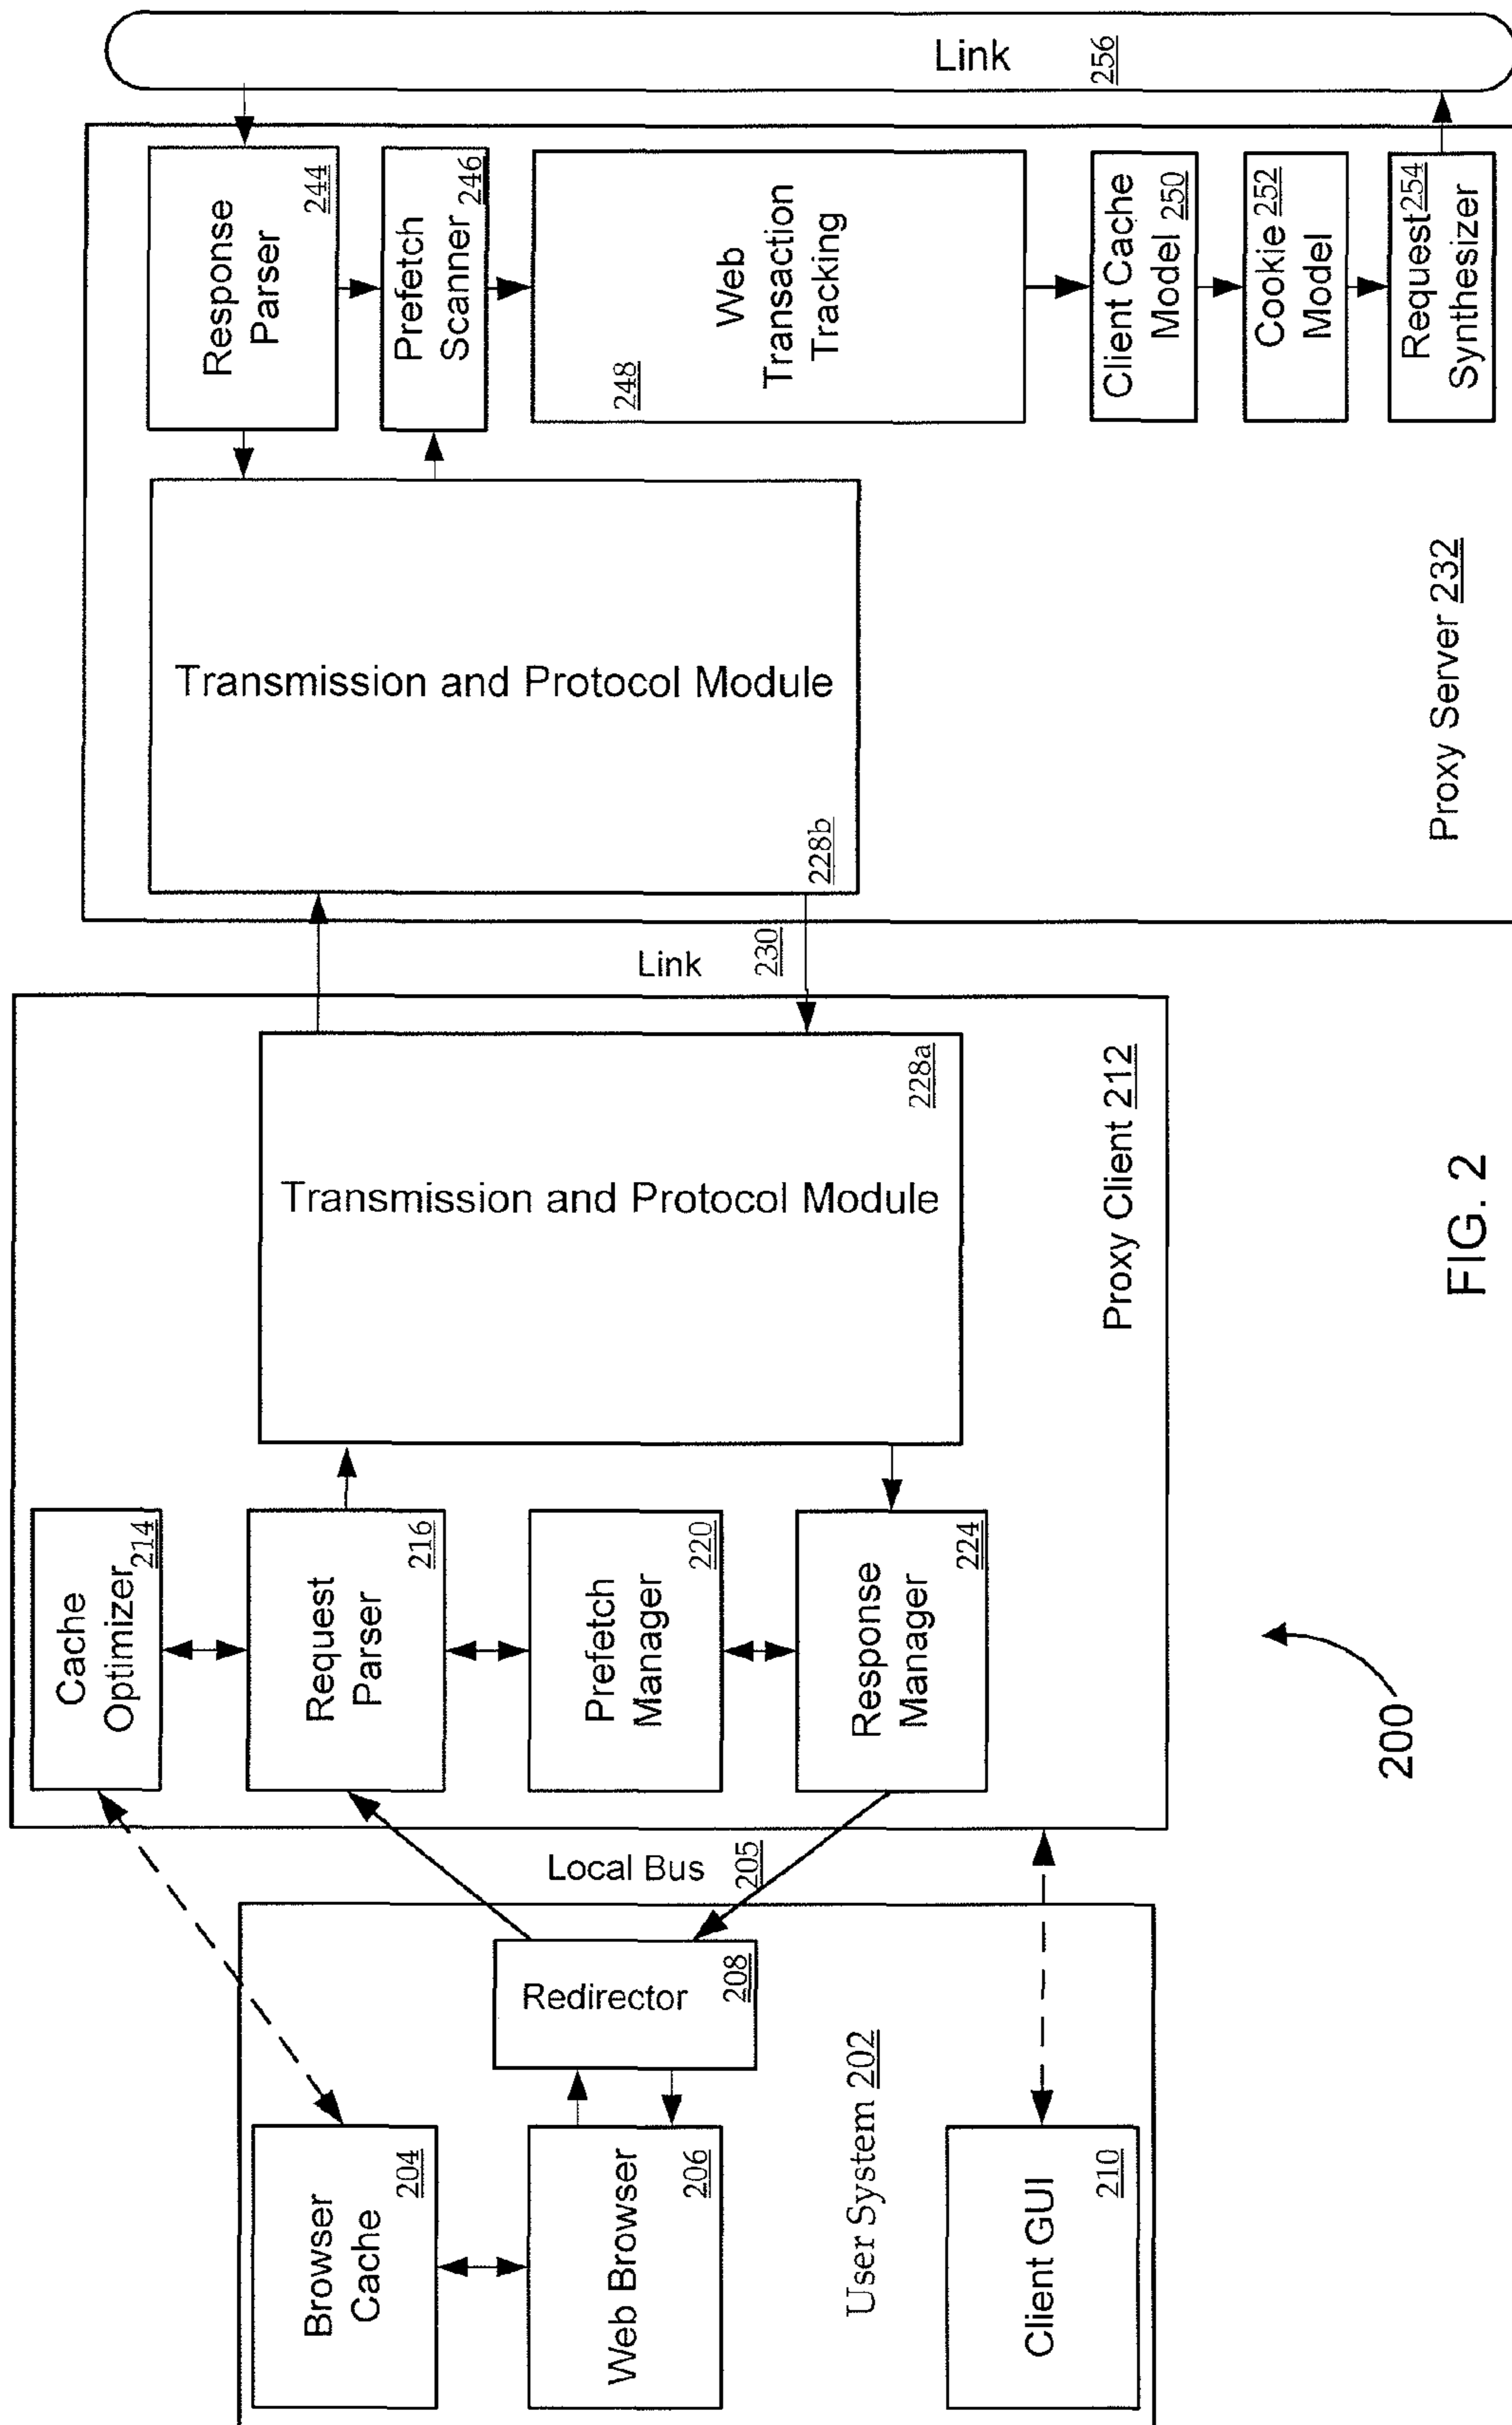 Browser
Cache
204
Web Browser
206
Redirector
208
User System 202
Client GUI
210
Local Bus
205
Cache
Optimizer
214
Request
Parser
216
Prefetch
Manager
220
Response
Manager
224
Transmission and Protocol Module
228a
Proxy Client 212
Link
230
Transmission and Protocol Module
228b
Response
Parser
244
Prefetch
Scanner
246
Web
Transaction
Tracking
248
Client Cache
Model 250
Cookie 252
Model
Request 254
Synthesizer
Proxy Server 232
Link
256
200
FIG. 2